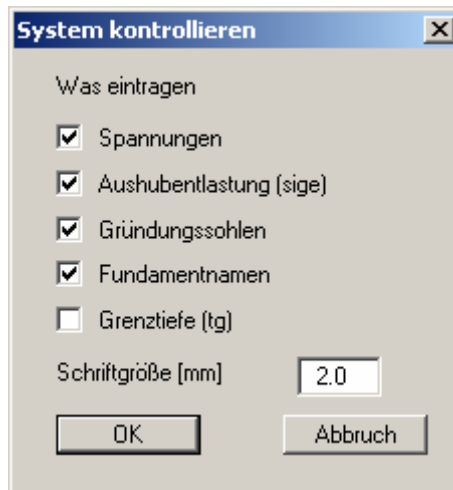 System kontrollieren
Was eintragen
Spannungen
Aushubentlastung (sige)
Gründungssohlen
Fundamentnamen
Grenztiefe (tg)
Schriftgröße [mm] 2.0
OK Abbruch